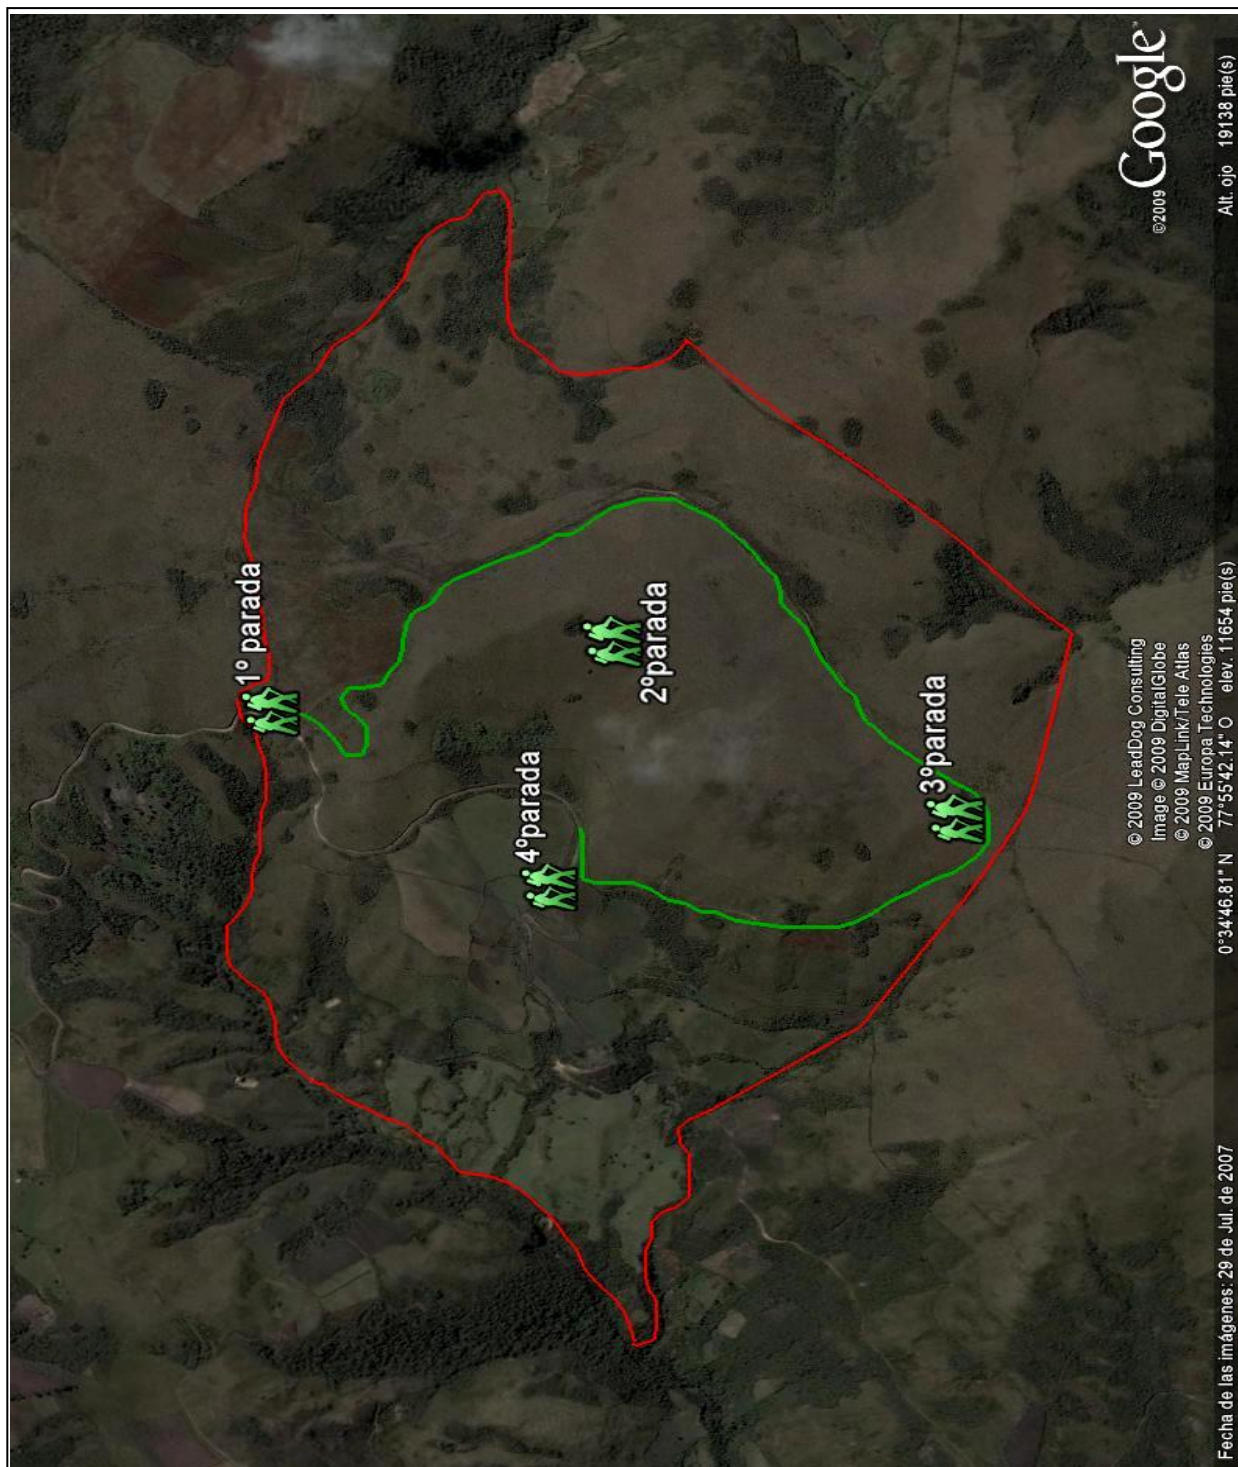 1º parada
2ºparada
3ºparada
4ºparada
© 2009 LeadDog Consulting
Image © 2009 DigitalGlobe
© 2009 MapLink/Tele Atlas
© 2009 Europa Technologies
©2009 Google™
Fecha de las imágenes: 29 de Jul. de 2007 0°34'46.81" N 77°55'42.14" O elev. 11654 pie(s) Alt. ojo 19138 pie(s)